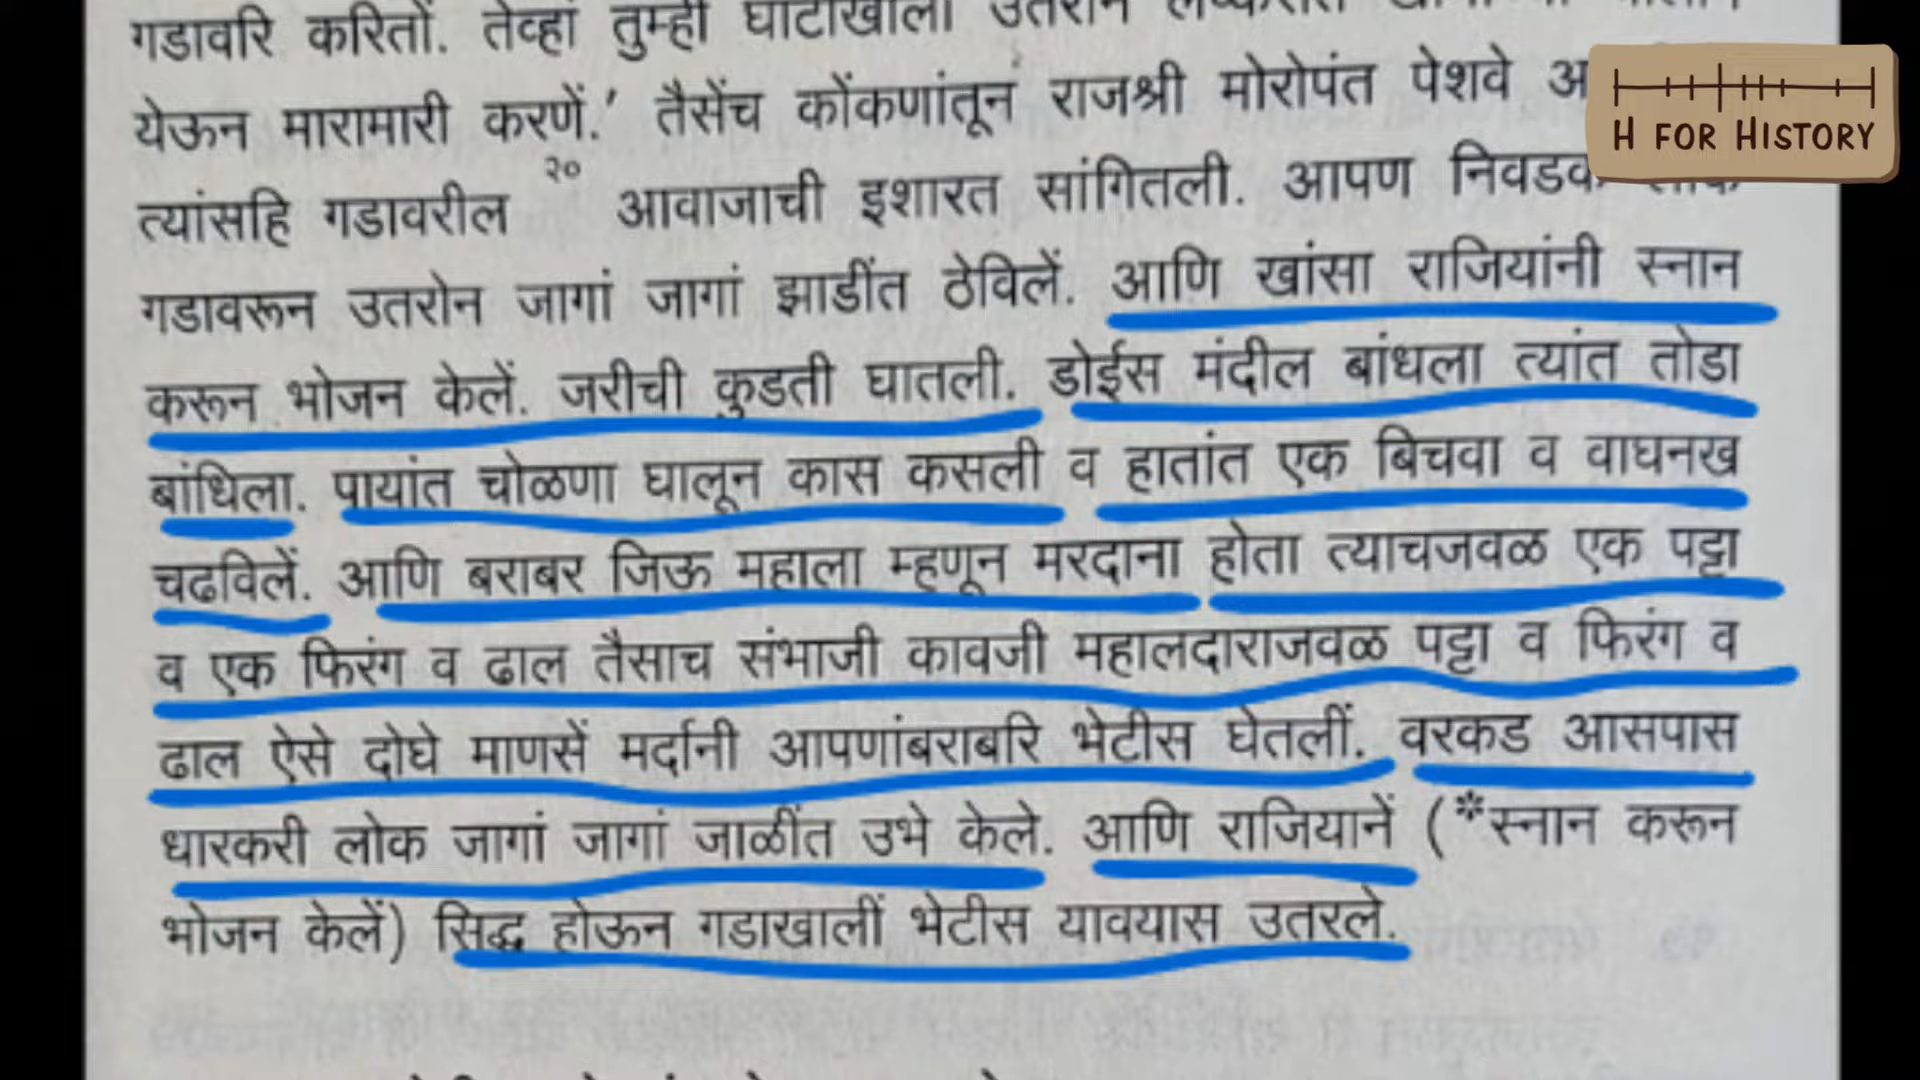 गडावरि करितों. तेव्हां तुम्ही घाटाखाला उतरोन
येऊन मारामारी करणें.’ तैसेंच कोंकणांतून राजश्री मोरोपंत पेशवे
त्यांसहि गडावरील २० आवाजाची इशारत सांगितली. आपण निवडक लोक
गडावरून उतरोन जागां जागां झाडींत ठेविलें. आणि खांसा राजियांनी स्नान
करून भोजन केलें. जरीची कुडती घातली. डोईस मंदील बांधला त्यांत तोडा
बांधिला. पायांत चोळणा घालून कास कसली व हातांत एक बिचवा व वाघनख
चढविलें. आणि बराबर जिऊ महाला म्हणून मरदाना होता त्याचजवळ एक पट्टा
व एक फिरंग व ढाल तैसाच संभाजी कावजी महालदाराजवळ पट्टा व फिरंग व
ढाल ऐसे दोघे माणसें मर्दानी आपणांबराबरि भेटीस घेतलीं. वरकड आसपास
धारकरी लोक जागां जागां जाळींत उभे केले. आणि राजियानें (*स्नान करून
भोजन केलें) सिद्ध होऊन गडाखालीं भेटीस यावयास उतरले.
H FOR HISTORY